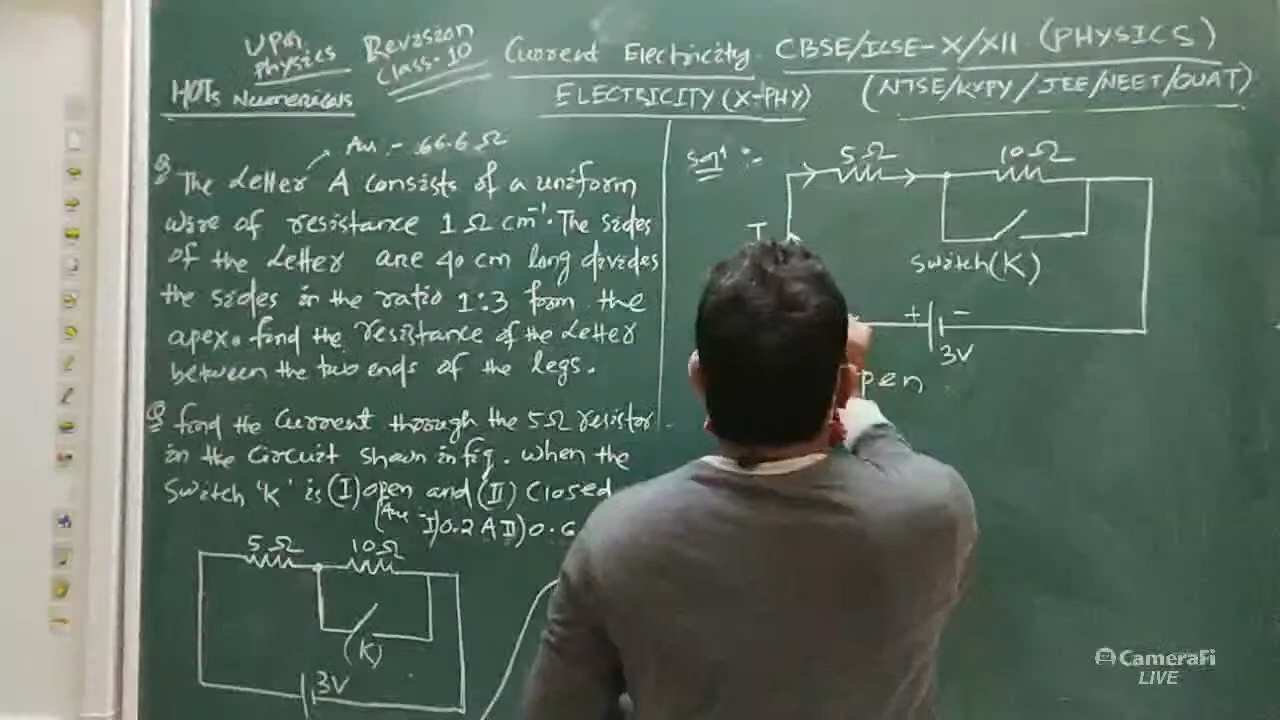 UPA Physics
Revision Class-10
Current Electricity
CBSE/ICSE-X/XII (PHYSICS)
HOTs Numericals
ELECTRICITY (X-PHY)
(NTSE/KVPY/JEE/NEET/OUAT)
Ans:- 66.6 Ω
Q The Letter A consists of a uniform
wire of resistance 1 Ω cm⁻¹. The sides
of the Letter are 40 cm long divides
the sides in the ratio 1:3 form the
apex. find the resistance of the Letter
between the two ends of the legs.
Q find the Current through the 5Ω resistor
in the Circuit shown in fig. when the
Switch 'K' is (I) open and (II) Closed
(Ans - I) 0.2 A II) 0.6
5Ω 10Ω
(K)
3V
Solⁿ :-
5Ω 10Ω
I
Switch (K)
+ -
3V
pen
CameraFi
LIVE